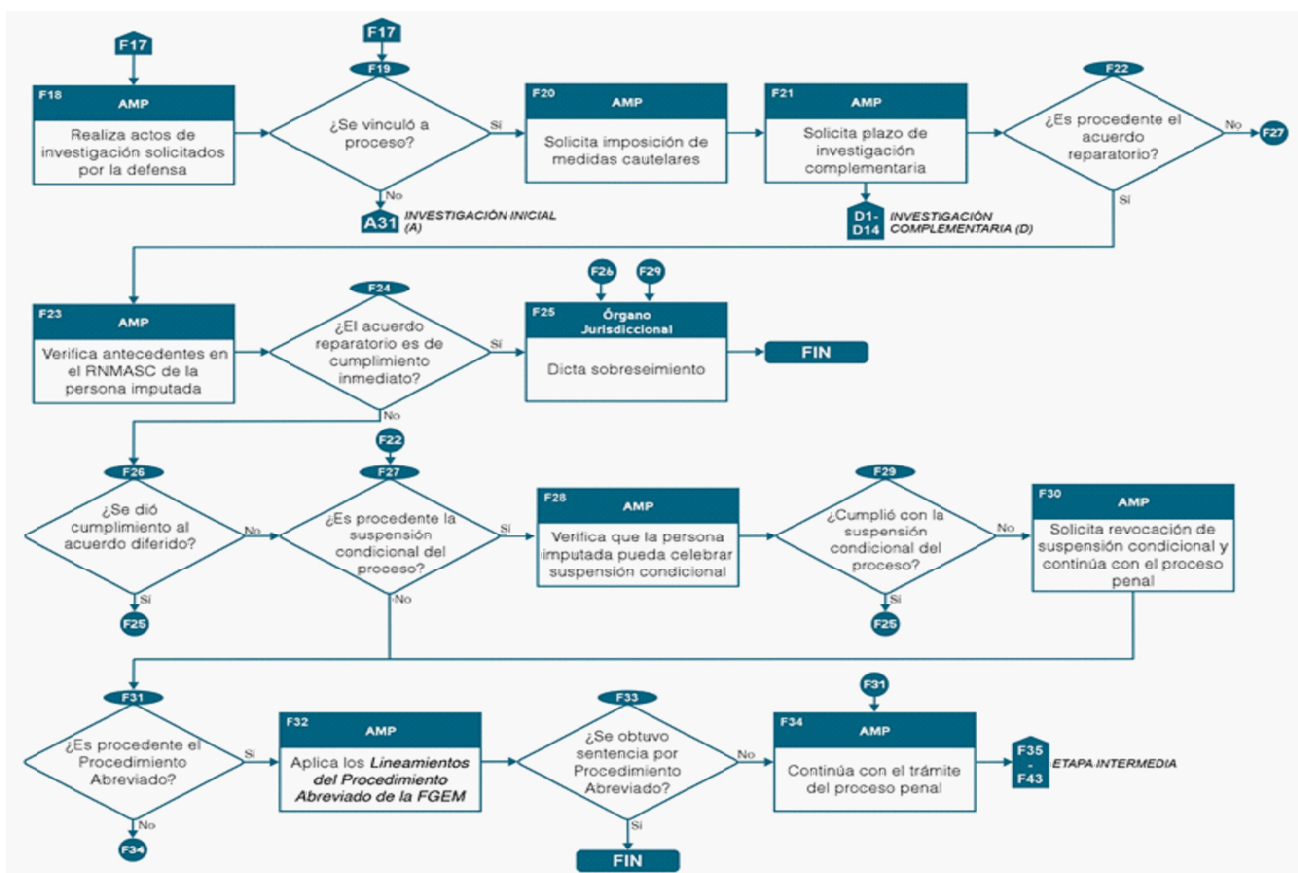 F17
F17
F18
AMP
Realiza actos de
investigación solicitados
por la defensa
F19
¿Se vinculó a
proceso?
Sí
No
A31
INVESTIGACIÓN INICIAL
(A)
F20
AMP
Solicita imposición de
medidas cautelares
F21
AMP
Solicita plazo de
investigación
complementaria
D1-
D14
INVESTIGACIÓN
COMPLEMENTARIA (D)
F22
¿Es procedente el
acuerdo
reparatorio?
No
F27
Sí
F23
AMP
Verifica antecedentes en
el RNMASC de la
persona imputada
F24
¿El acuerdo
reparatorio es de
cumplimiento
inmediato?
Sí
No
F26
F29
F25
Órgano
Jurisdiccional
Dicta sobreseimiento
FIN
F26
¿Se dió
cumplimiento al
acuerdo diferido?
No
Sí
F25
F22
F27
¿Es procedente la
suspensión
condicional del
proceso?
Sí
No
F28
AMP
Verifica que la persona
imputada pueda celebrar
suspensión condicional
F29
¿Cumplió con la
suspensión
condicional del
proceso?
No
Sí
F25
F30
AMP
Solicita revocación de
suspensión condicional y
continúa con el proceso
penal
F31
¿Es procedente el
Procedimiento
Abreviado?
Sí
No
F34
F32
AMP
Aplica los Lineamientos
del Procedimiento
Abreviado de la FGEM
F33
¿Se obtuvo
sentencia por
Procedimiento
Abreviado?
No
Sí
FIN
F31
F34
AMP
Continúa con el trámite
del proceso penal
F35
-
F43
ETAPA INTERMEDIA